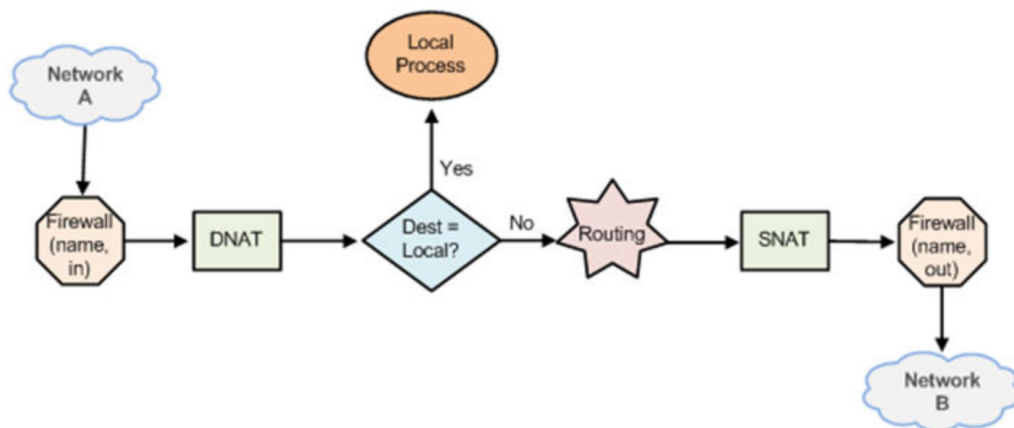 Local
Process
Network
A
Yes
Firewall
(name,
in)
DNAT
Dest =
Local?
No
Routing
SNAT
Firewall
(name,
out)
Network
B